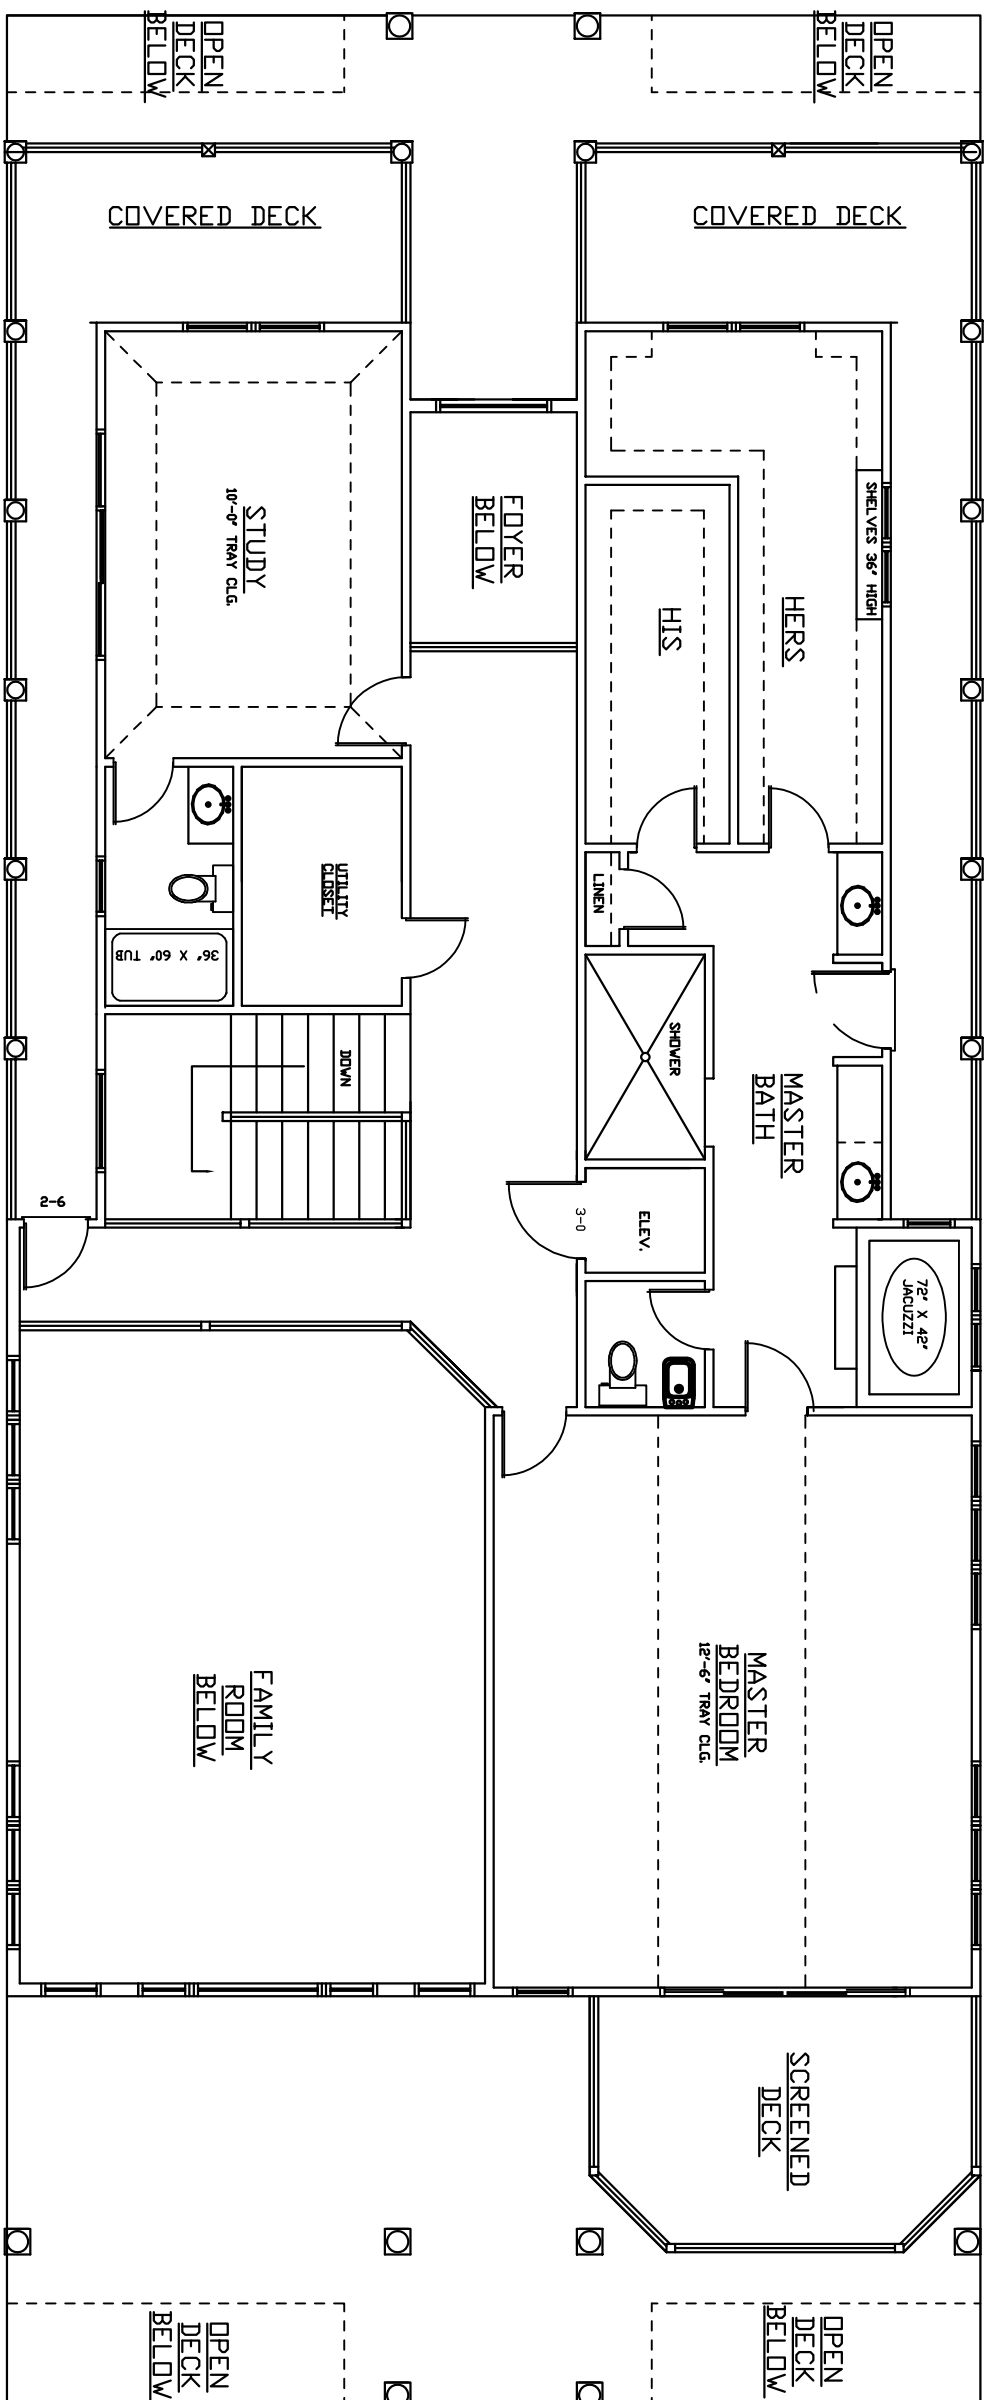 OPEN
DECK
BELOW
OPEN
DECK
BELOW
COVERED DECK
COVERED DECK
STUDY
10'-0" TRAY CLG.
FOYER
BELOW
SHELVES 36" HIGH
HERS
HIS
UTILITY
CLOSET
LINEN
36" X 60" TUB
DOWN
SHOWER
MASTER
BATH
2-6
3-0
ELEV.
72" X 42"
JACUZZI
FAMILY
ROOM
BELOW
MASTER
BEDROOM
12'-6" TRAY CLG.
SCREENED
DECK
OPEN
DECK
BELOW
OPEN
DECK
BELOW